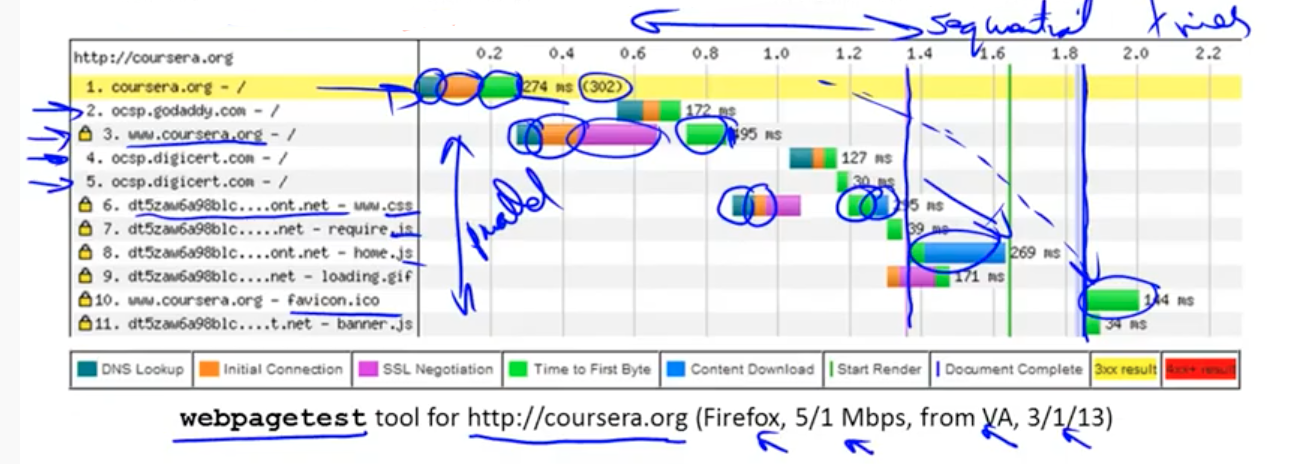 sequential times
http://coursera.org 0.2 0.4 0.6 0.8 1.0 1.2 1.4 1.6 1.8 2.0 2.2
1. coursera.org - / 274 ms (302)
2. ocsp.godaddy.com - / 172 ms
3. www.coursera.org - / 495 ms
4. ocsp.digicert.com - / 127 ms
5. ocsp.digicert.com - / 30 ms
6. dt5zaw6a98blc....ont.net - www.css 295 ms
7. dt5zaw6a98blc.....net - require.js 39 ms
8. dt5zaw6a98blc....ont.net - home.js 269 ms
9. dt5zaw6a98blc....net - loading.gif 171 ms
10. www.coursera.org - favicon.ico 144 ms
11. dt5zaw6a98blc....t.net - banner.js 34 ms
parallel
DNS Lookup Initial Connection SSL Negotiation Time to First Byte Content Download Start Render Document Complete 3xx result 4xx+ result
webpagetest tool for http://coursera.org (Firefox, 5/1 Mbps, from VA, 3/1/13)